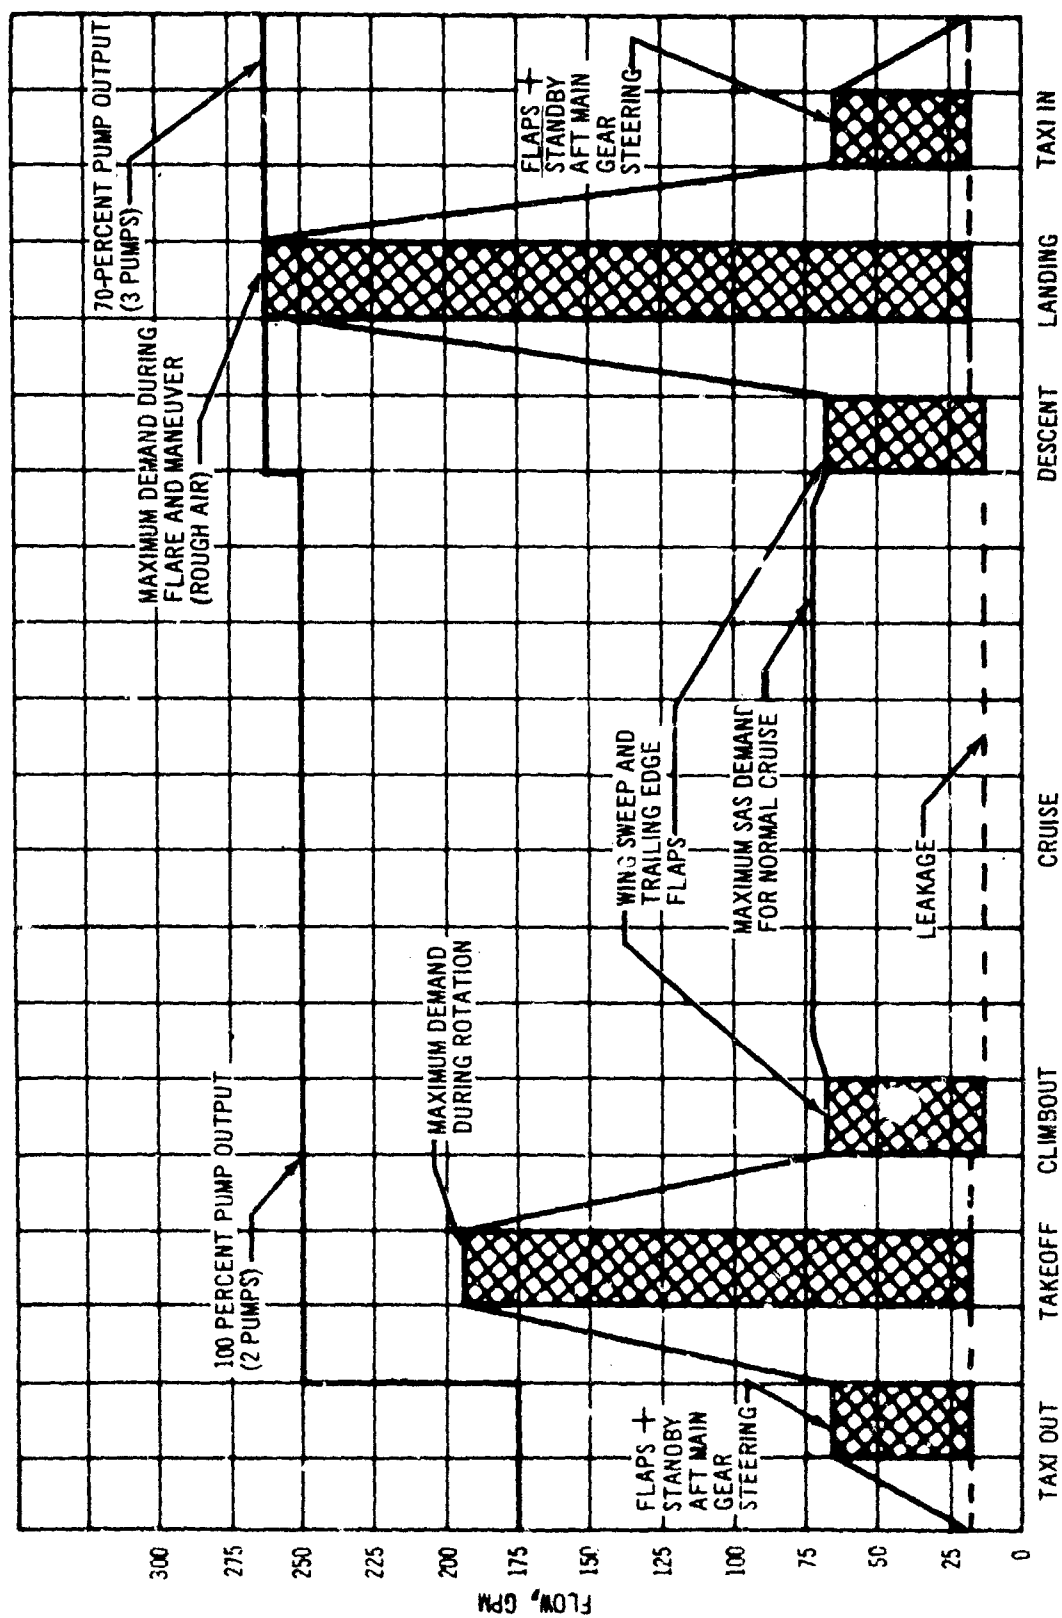 FLOW, GPM
300
275
250
225
200
175
150
125
100
75
50
25
0
70-PERCENT PUMP OUTPUT
(3 PUMPS)
MAXIMUM DEMAND DURING
FLARE AND MANEUVER
(ROUGH AIR)
100 PERCENT PUMP OUTPUT
(2 PUMPS)
MAXIMUM DEMAND
DURING ROTATION
FLAPS +
STANDBY
AFT MAIN
GEAR
STEERING
WING SWEEP AND
TRAILING EDGE
FLAPS
MAXIMUM SAS DEMAND
FOR NORMAL CRUISE
LEAKAGE
FLAPS +
STANDBY
AFT MAIN
GEAR
STEERING
TAXI OUT
TAKEOFF
CLIMBOUT
CRUISE
DESCENT
LANDING
TAXI IN